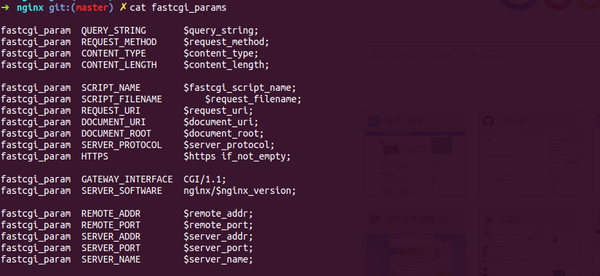 ➜ nginx git:(master) ✗ cat fastcgi_params
fastcgi_param QUERY_STRING $query_string;
fastcgi_param REQUEST_METHOD $request_method;
fastcgi_param CONTENT_TYPE $content_type;
fastcgi_param CONTENT_LENGTH $content_length;
fastcgi_param SCRIPT_NAME $fastcgi_script_name;
fastcgi_param SCRIPT_FILENAME $request_filename;
fastcgi_param REQUEST_URI $request_uri;
fastcgi_param DOCUMENT_URI $document_uri;
fastcgi_param DOCUMENT_ROOT $document_root;
fastcgi_param SERVER_PROTOCOL $server_protocol;
fastcgi_param HTTPS $https if_not_empty;
fastcgi_param GATEWAY_INTERFACE CGI/1.1;
fastcgi_param SERVER_SOFTWARE nginx/$nginx_version;
fastcgi_param REMOTE_ADDR $remote_addr;
fastcgi_param REMOTE_PORT $remote_port;
fastcgi_param SERVER_ADDR $server_addr;
fastcgi_param SERVER_PORT $server_port;
fastcgi_param SERVER_NAME $server_name;